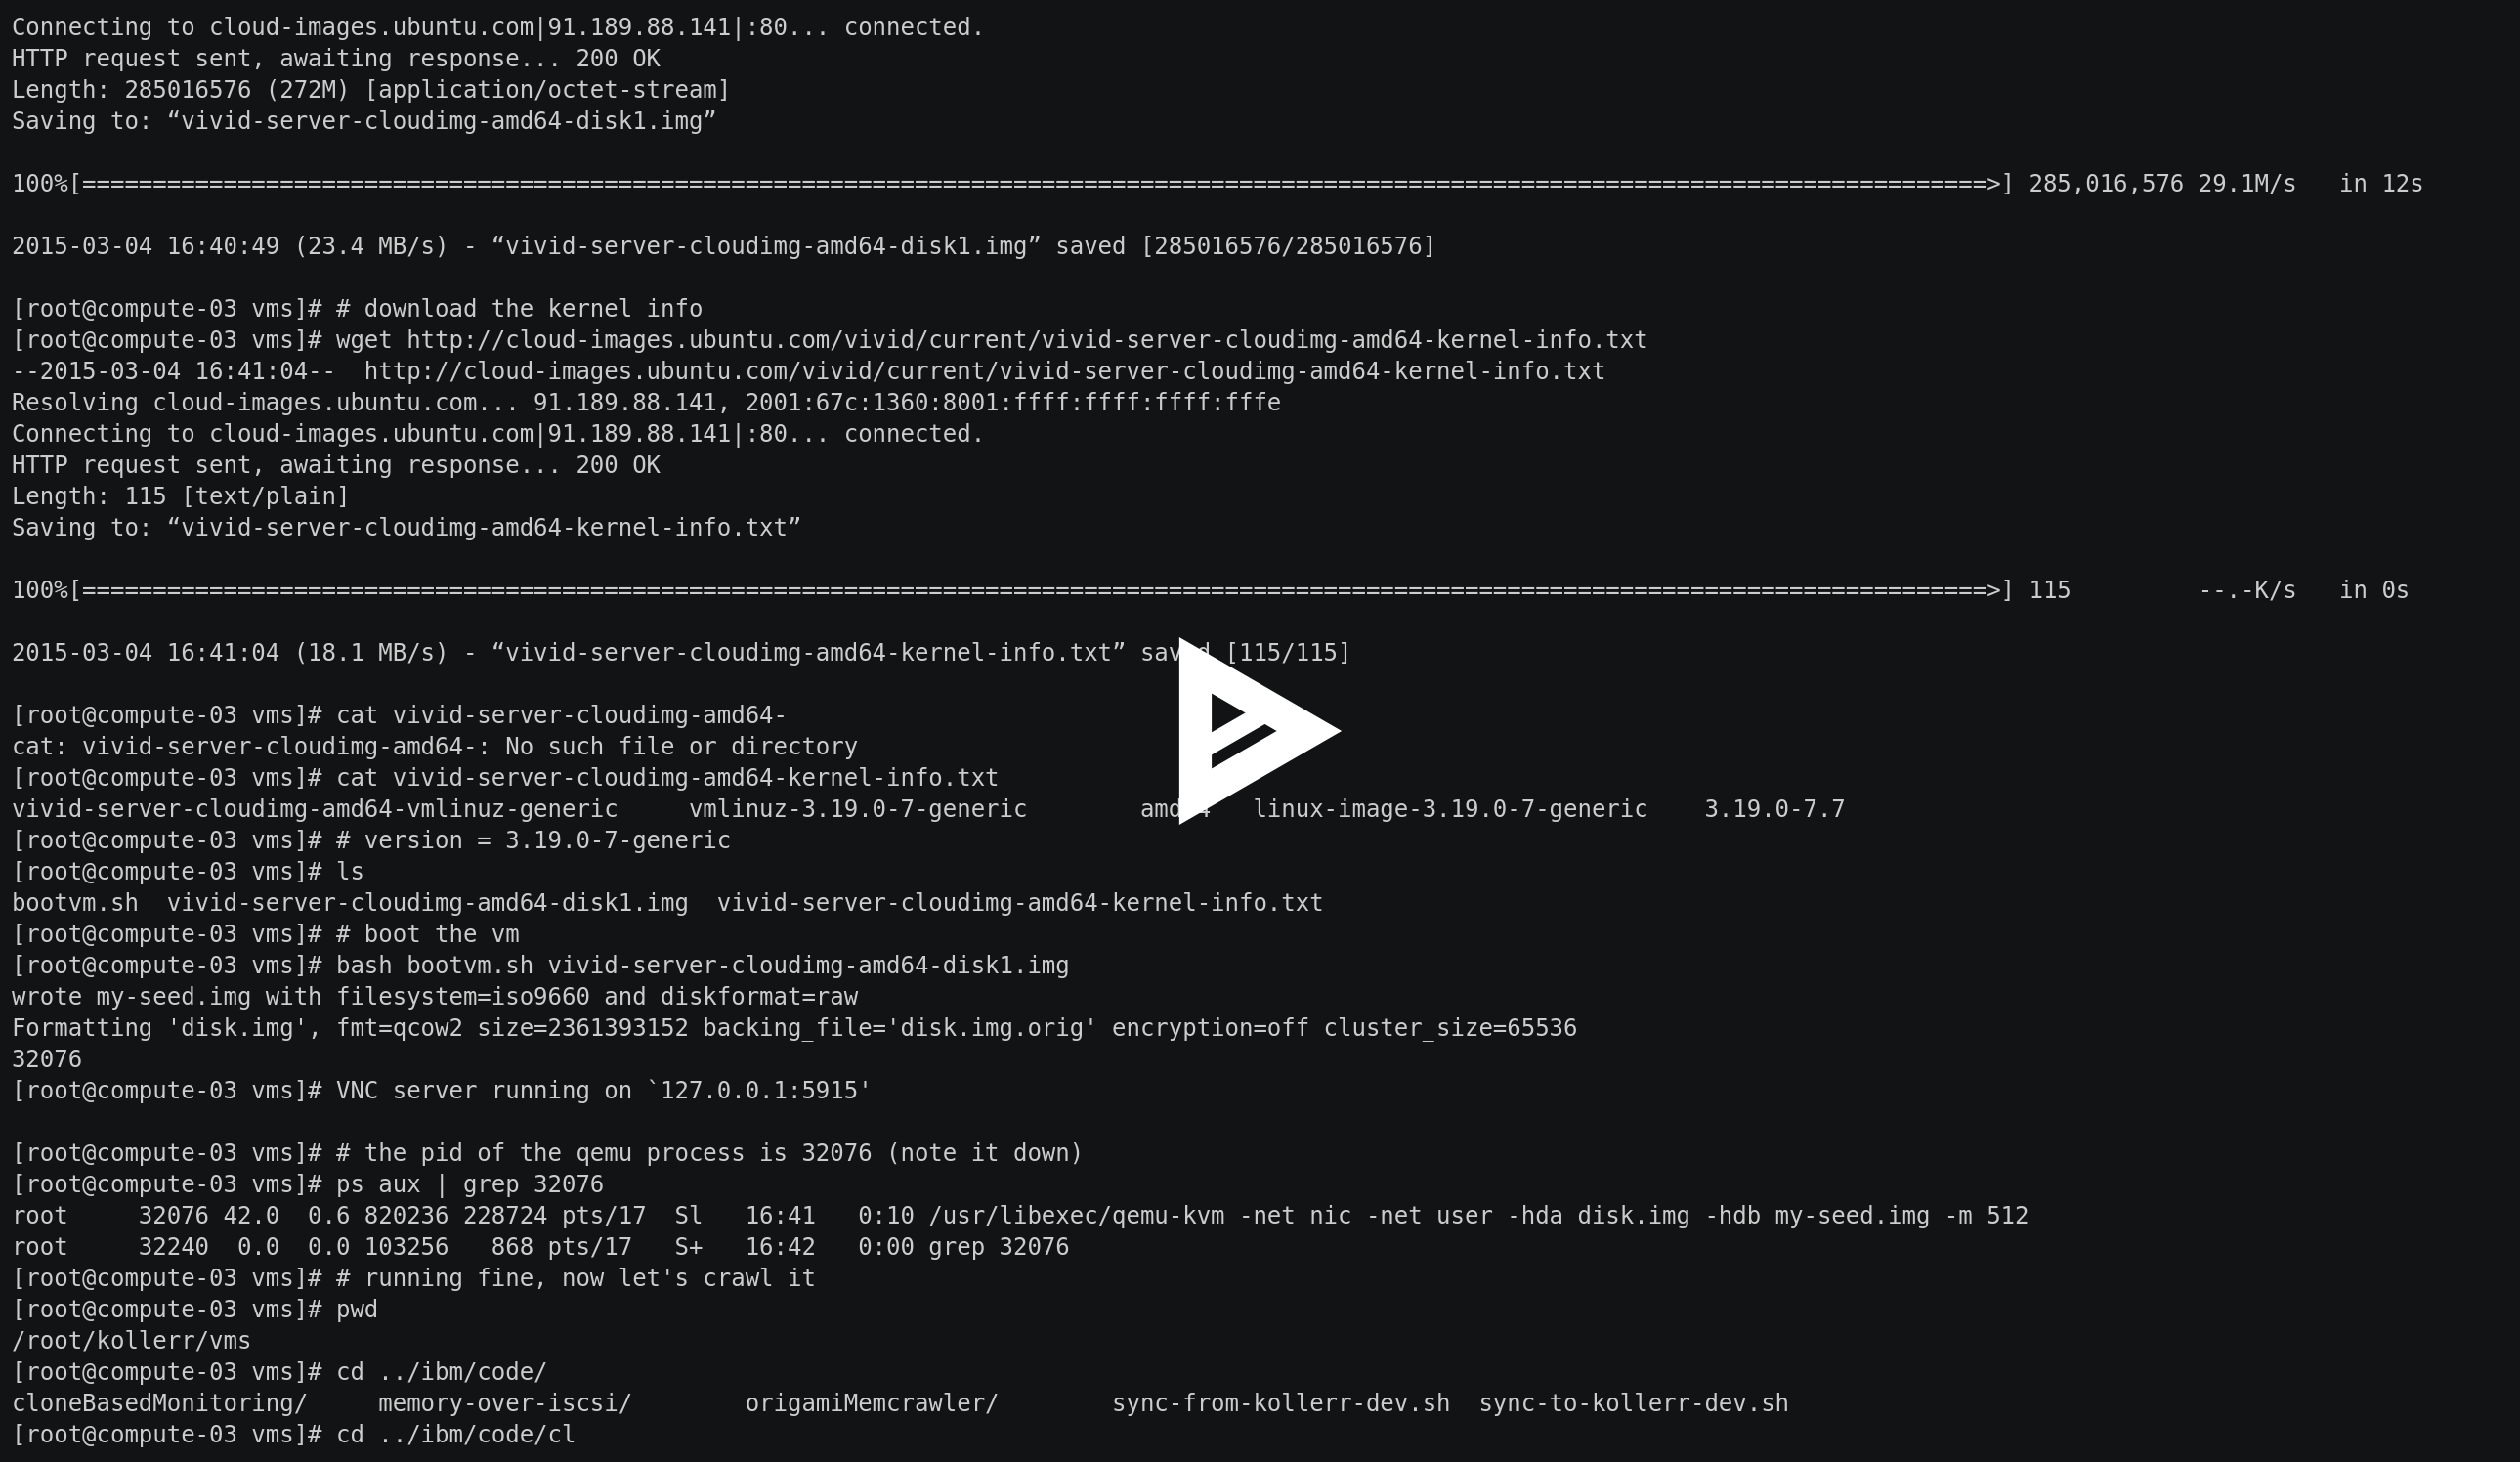 Connecting to cloud-images.ubuntu.com|91.189.88.141|:80... connected.
HTTP request sent, awaiting response... 200 OK
Length: 285016576 (272M) [application/octet-stream]
Saving to: “vivid-server-cloudimg-amd64-disk1.img”
100%[=======================================================================================================================================>] 285,016,576 29.1M/s   in 12s
2015-03-04 16:40:49 (23.4 MB/s) - “vivid-server-cloudimg-amd64-disk1.img” saved [285016576/285016576]
[root@compute-03 vms]# # download the kernel info
[root@compute-03 vms]# wget http://cloud-images.ubuntu.com/vivid/current/vivid-server-cloudimg-amd64-kernel-info.txt
--2015-03-04 16:41:04--  http://cloud-images.ubuntu.com/vivid/current/vivid-server-cloudimg-amd64-kernel-info.txt
Resolving cloud-images.ubuntu.com... 91.189.88.141, 2001:67c:1360:8001:ffff:ffff:ffff:fffe
Connecting to cloud-images.ubuntu.com|91.189.88.141|:80... connected.
HTTP request sent, awaiting response... 200 OK
Length: 115 [text/plain]
Saving to: “vivid-server-cloudimg-amd64-kernel-info.txt”
100%[=======================================================================================================================================>] 115         --.-K/s   in 0s
2015-03-04 16:41:04 (18.1 MB/s) - “vivid-server-cloudimg-amd64-kernel-info.txt” saved [115/115]
[root@compute-03 vms]# cat vivid-server-cloudimg-amd64-
cat: vivid-server-cloudimg-amd64-: No such file or directory
[root@compute-03 vms]# cat vivid-server-cloudimg-amd64-kernel-info.txt
vivid-server-cloudimg-amd64-vmlinuz-generic     vmlinuz-3.19.0-7-generic        amd64   linux-image-3.19.0-7-generic    3.19.0-7.7
[root@compute-03 vms]# # version = 3.19.0-7-generic
[root@compute-03 vms]# ls
bootvm.sh  vivid-server-cloudimg-amd64-disk1.img  vivid-server-cloudimg-amd64-kernel-info.txt
[root@compute-03 vms]# # boot the vm
[root@compute-03 vms]# bash bootvm.sh vivid-server-cloudimg-amd64-disk1.img
wrote my-seed.img with filesystem=iso9660 and diskformat=raw
Formatting 'disk.img', fmt=qcow2 size=2361393152 backing_file='disk.img.orig' encryption=off cluster_size=65536
32076
[root@compute-03 vms]# VNC server running on `127.0.0.1:5915'
[root@compute-03 vms]# # the pid of the qemu process is 32076 (note it down)
[root@compute-03 vms]# ps aux | grep 32076
root     32076 42.0  0.6 820236 228724 pts/17  Sl   16:41   0:10 /usr/libexec/qemu-kvm -net nic -net user -hda disk.img -hdb my-seed.img -m 512
root     32240  0.0  0.0 103256   868 pts/17   S+   16:42   0:00 grep 32076
[root@compute-03 vms]# # running fine, now let's crawl it
[root@compute-03 vms]# pwd
/root/kollerr/vms
[root@compute-03 vms]# cd ../ibm/code/
cloneBasedMonitoring/     memory-over-iscsi/        origamiMemcrawler/        sync-from-kollerr-dev.sh  sync-to-kollerr-dev.sh
[root@compute-03 vms]# cd ../ibm/code/cl